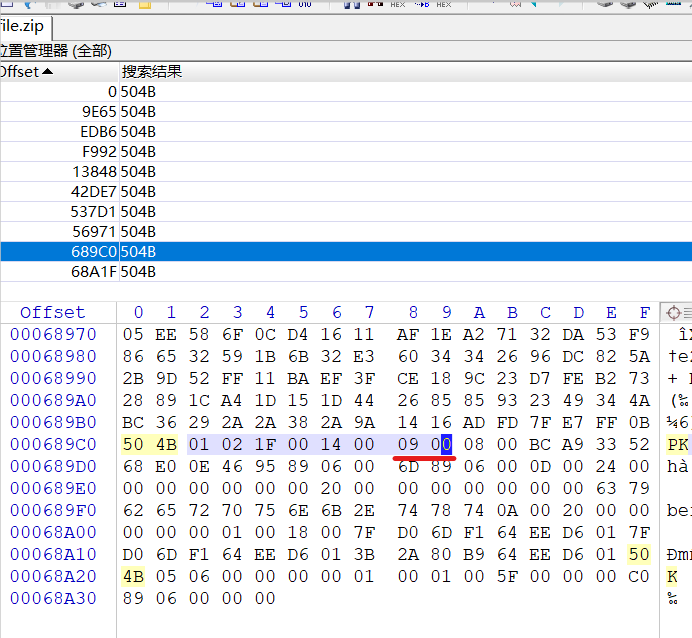 file.zip
位置管理器 (全部)
Offset 搜索结果
0 504B
9E65 504B
EDB6 504B
F992 504B
13848 504B
42DE7 504B
537D1 504B
56971 504B
689C0 504B
68A1F 504B
Offset 0 1 2 3 4 5 6 7 8 9 A B C D E F
00068970 05 EE 58 6F 0C D4 16 11 AF 1E A2 71 32 DA 53 F9 îX
00068980 86 65 32 59 1B 6B 32 E3 60 34 34 26 96 DC 82 5A †e2
00068990 2B 9D 52 FF 11 BA EF 3F CE 18 9C 23 D7 FE B2 73 +
000689A0 28 89 1C A4 1D 15 1D 44 26 85 85 93 23 49 34 4A (‰
000689B0 BC 36 29 2A 2A 38 2A 9A 14 16 AD FD 7F E7 FF 0B ¼6)
000689C0 50 4B 01 02 1F 00 14 00 09 00 08 00 BC A9 33 52 PK
000689D0 68 E0 0E 46 95 89 06 00 6D 89 06 00 0D 00 24 00 hà
000689E0 00 00 00 00 00 00 20 00 00 00 00 00 00 00 63 79
000689F0 62 65 72 70 75 6E 6B 2E 74 78 74 0A 00 20 00 00 be
00068A00 00 00 00 01 00 18 00 7F D0 6D F1 64 EE D6 01 7F
00068A10 D0 6D F1 64 EE D6 01 3B 2A 80 B9 64 EE D6 01 50 Ðm
00068A20 4B 05 06 00 00 00 00 01 00 01 00 5F 00 00 00 C0 K
00068A30 89 06 00 00 00 ‰